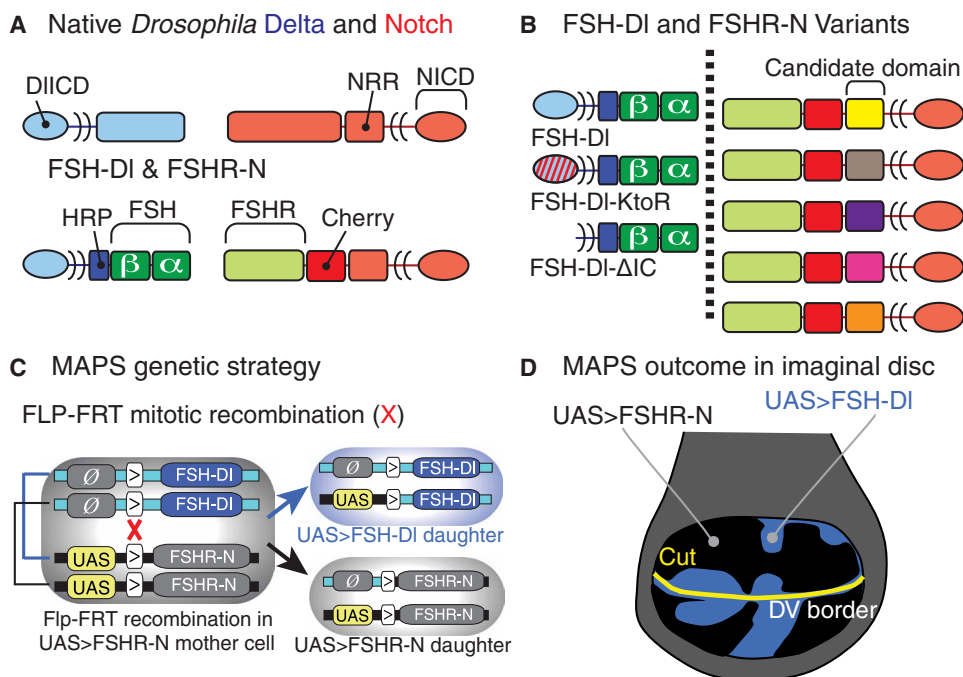 A Native Drosophila Delta and Notch
DlICD
NRR
NICD
FSH-Dl & FSHR-N
HRP
FSH
FSHR
Cherry
β α
B FSH-Dl and FSHR-N Variants
Candidate domain
β α
FSH-Dl
β α
FSH-Dl-KtoR
β α
FSH-Dl-ΔIC
C MAPS genetic strategy
FLP-FRT mitotic recombination (X)
Ø > FSH-Dl
Ø > FSH-Dl
X
UAS > FSHR-N
UAS > FSHR-N
Flp-FRT recombination in
UAS>FSHR-N mother cell
Ø > FSH-Dl
UAS > FSH-Dl
UAS>FSH-Dl daughter
Ø > FSHR-N
UAS > FSHR-N
UAS>FSHR-N daughter
D MAPS outcome in imaginal disc
UAS>FSHR-N
UAS>FSH-Dl
Cut
DV border